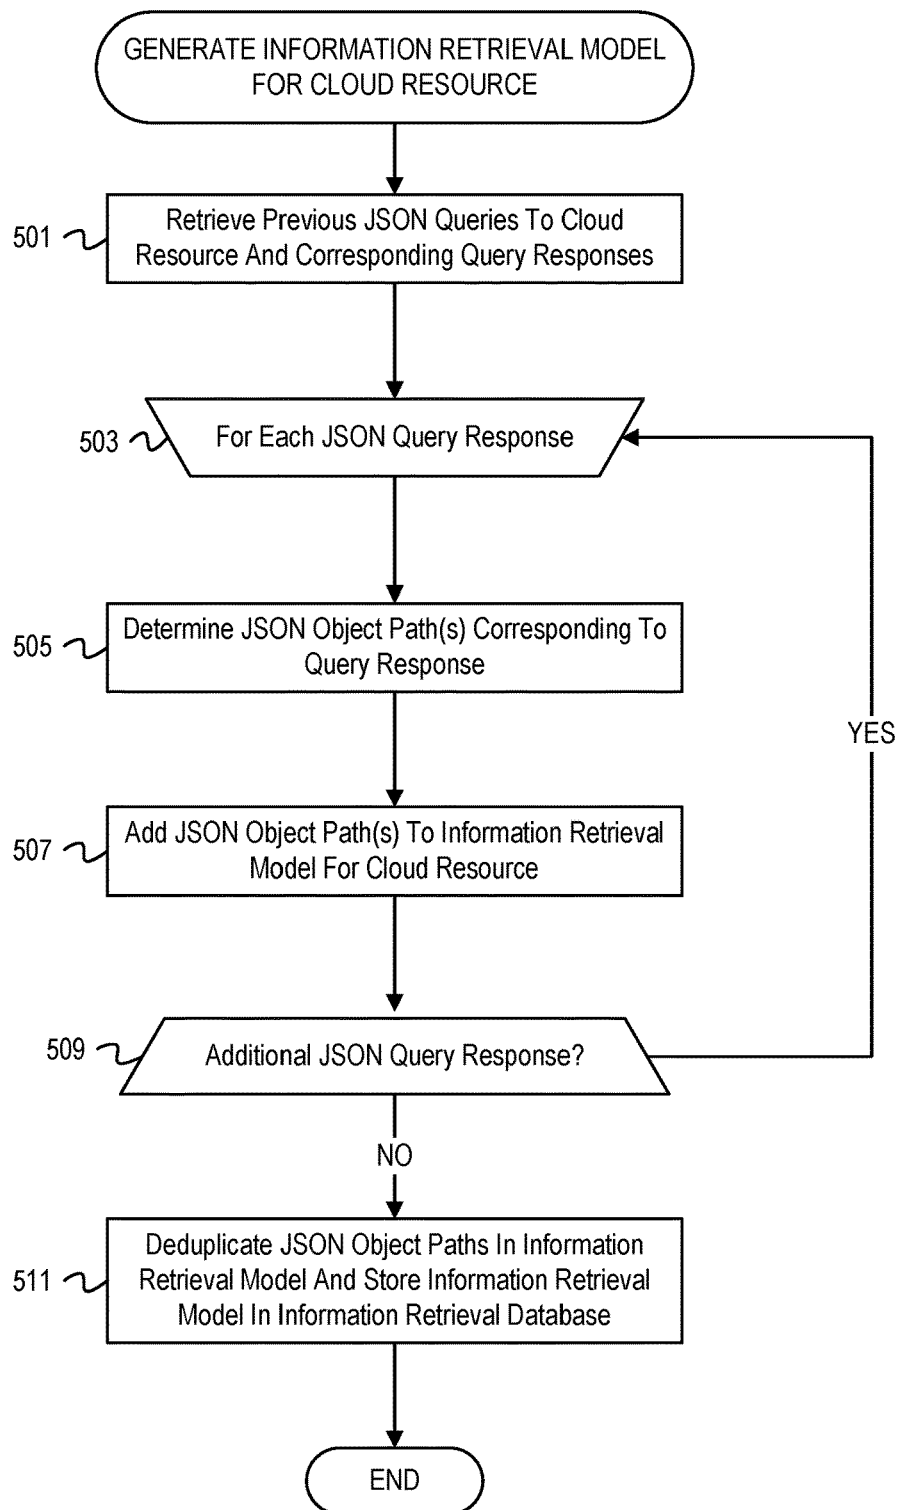 GENERATE INFORMATION RETRIEVAL MODEL
FOR CLOUD RESOURCE
501
Retrieve Previous JSON Queries To Cloud
Resource And Corresponding Query Responses
503
For Each JSON Query Response
505
Determine JSON Object Path(s) Corresponding To
Query Response
YES
507
Add JSON Object Path(s) To Information Retrieval
Model For Cloud Resource
509
Additional JSON Query Response?
NO
511
Deduplicate JSON Object Paths In Information
Retrieval Model And Store Information Retrieval
Model In Information Retrieval Database
END